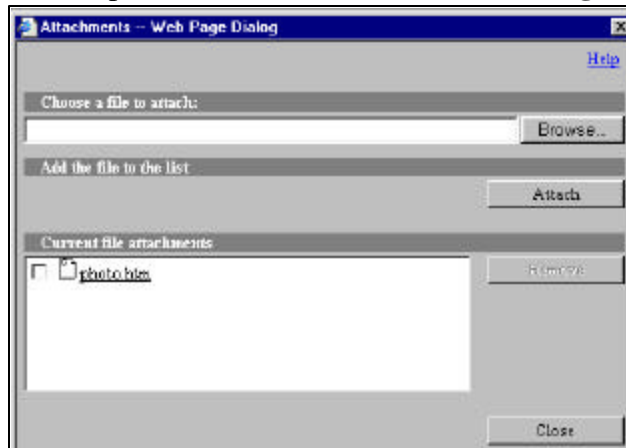 Attachments -- Web Page Dialog
Help
Choose a file to attach:
Browse...
Add the file to the list
Attach
Current file attachments
photo.htm
Remove
Close